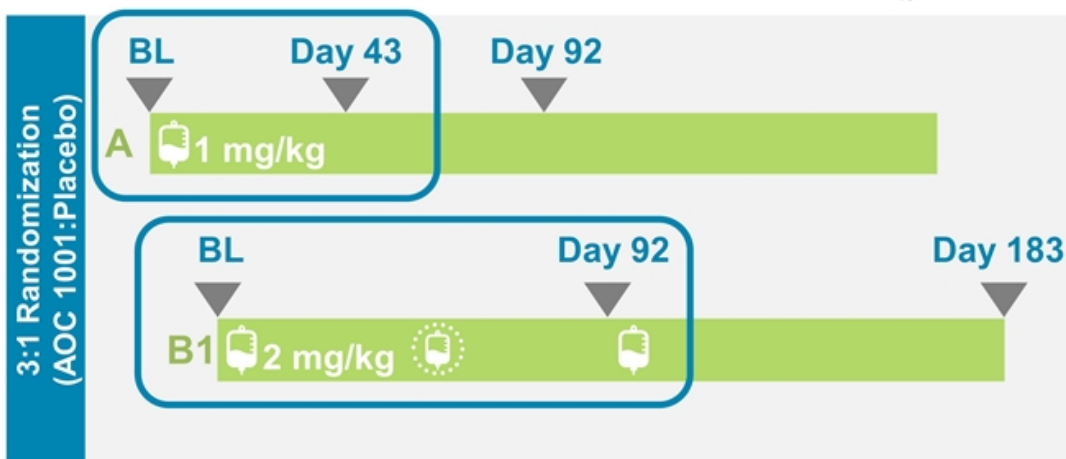 3:1 Randomization
(AOC 1001:Placebo)
BL Day 43 Day 92
A 1 mg/kg
BL Day 92 Day 183
B1 2 mg/kg